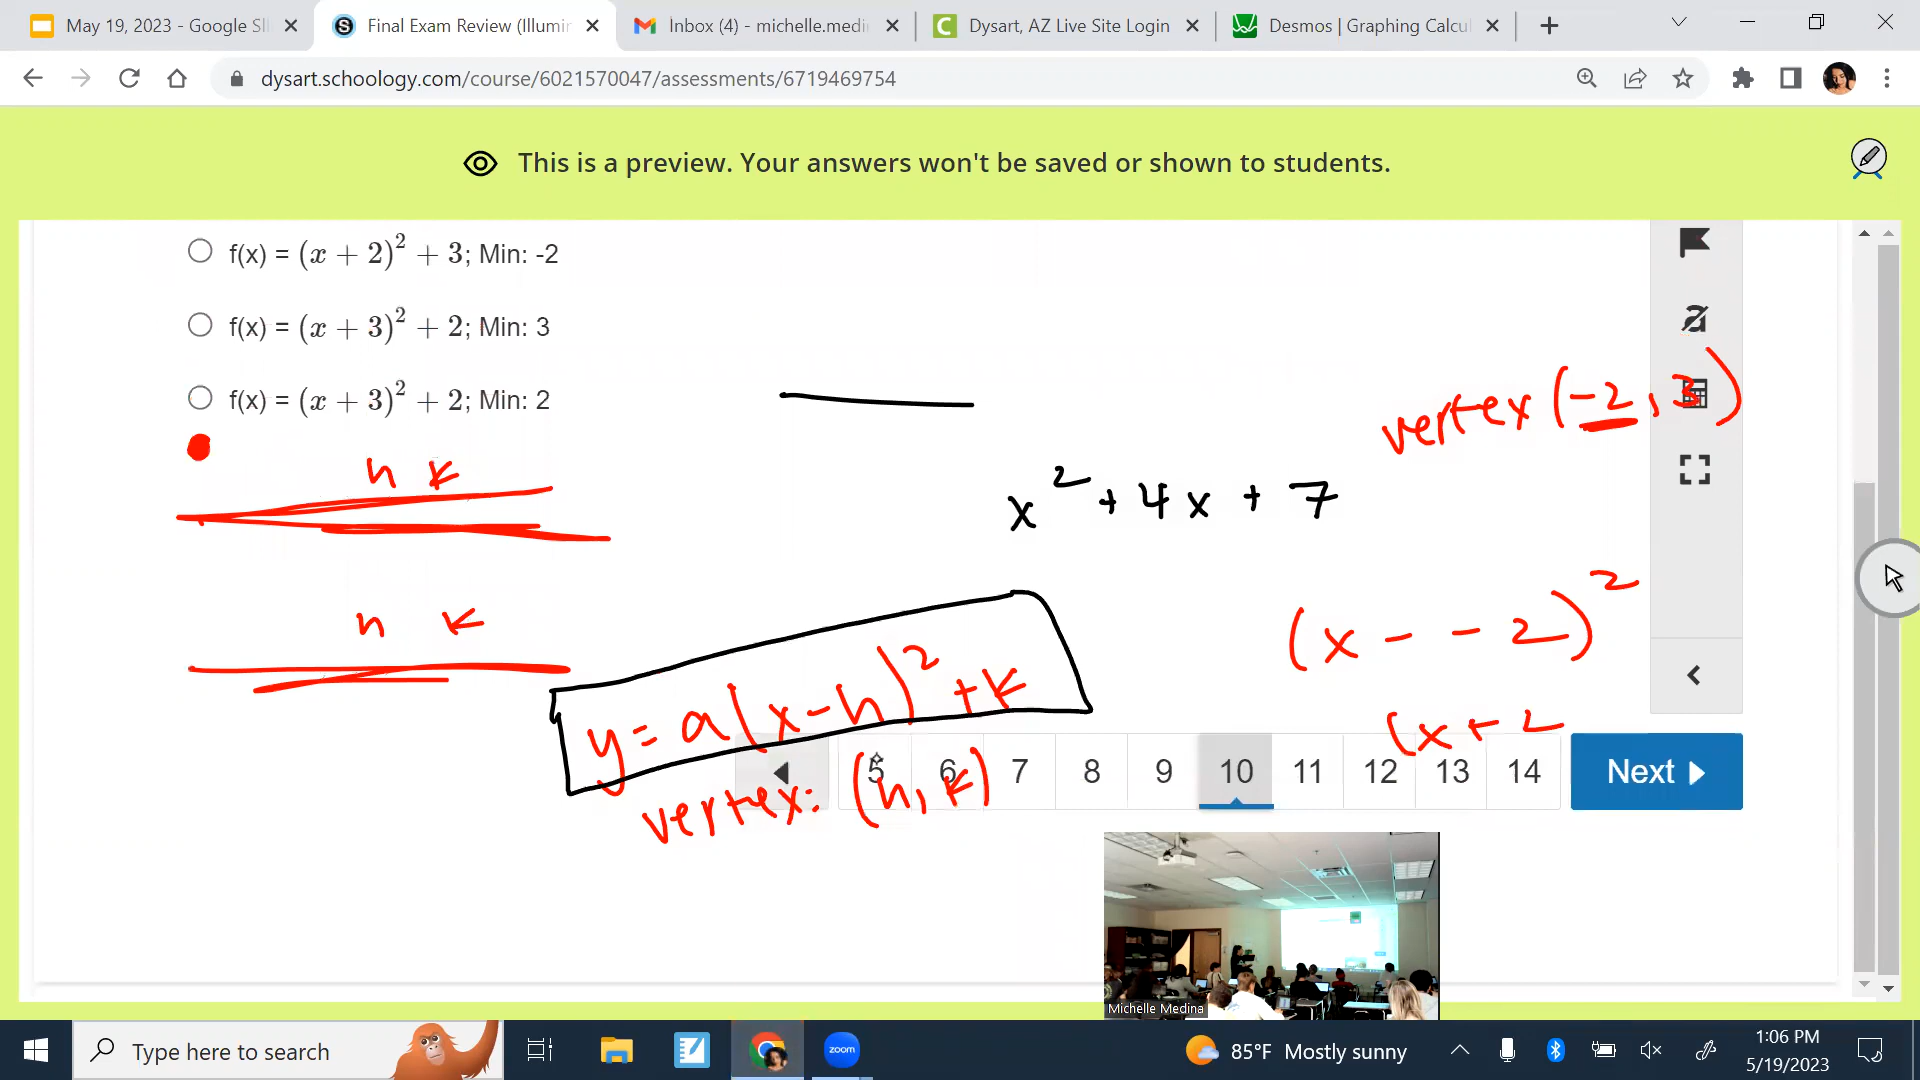 May 19, 2023 - Google Sli
Final Exam Review (Illumin
Inbox (4) - michelle.medi
Dysart, AZ Live Site Login
Desmos | Graphing Calcul
dysart.schoology.com/course/6021570047/assessments/6719469754
This is a preview. Your answers won't be saved or shown to students.
f(x) = (x + 2)² + 3; Min: -2
f(x) = (x + 3)² + 2; Min: 3
f(x) = (x + 3)² + 2; Min: 2
vertex (-2, 3)
h k
x² + 4x + 7
h k
(x - - 2)²
y = a(x-h)² + k
(x + 2
5 6 7 8 9 10 11 12 13 14 Next
vertex: (h, k)
Michelle Medina
Type here to search
zoom
85°F Mostly sunny
1:06 PM
5/19/2023